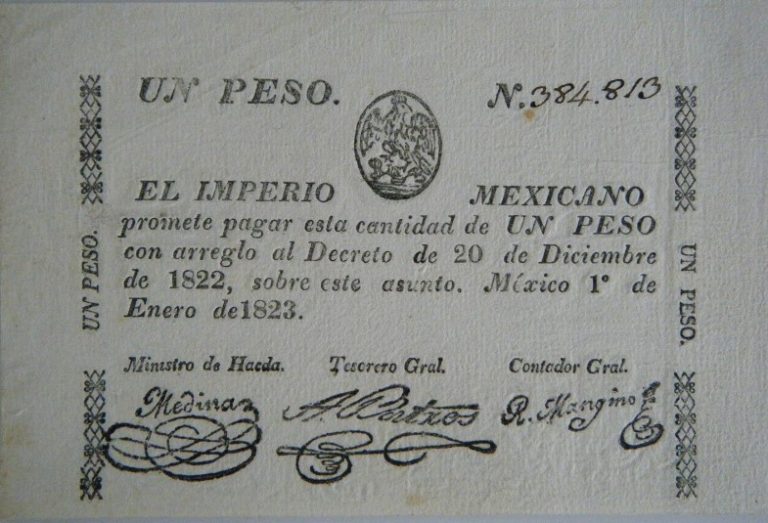 UN PESO. N. 384.813
EL IMPERIO MEXICANO
promete pagar esta cantidad de UN PESO
con arreglo al Decreto de 20 de Diciembre
de 1822, sobre este asunto. México 1º de
Enero de 1823.
UN PESO.
UN PESO.
Ministro de Hacda. Tesorero Gral. Contador Gral.
Medina A. R. Mangino